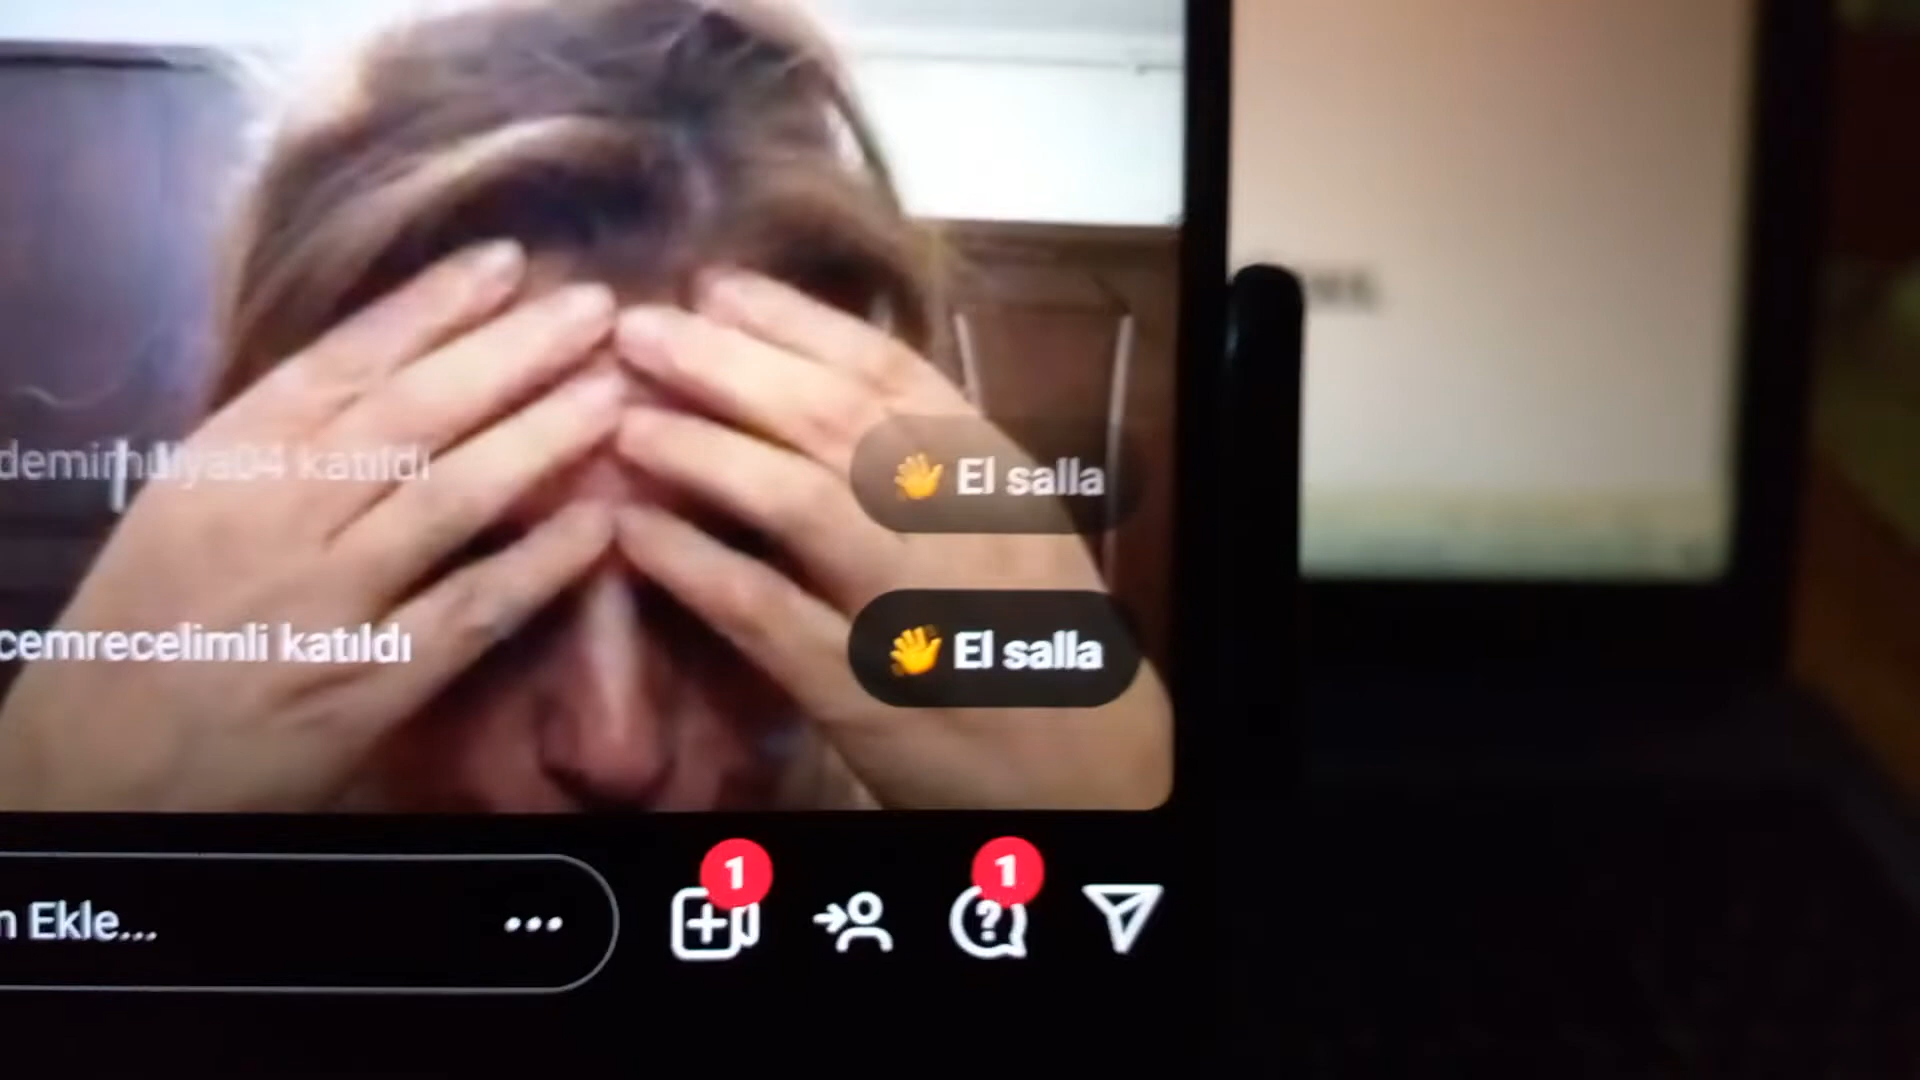 katıldı
El salla
cemrecelimli katıldı
El salla
Ekle...
1
1